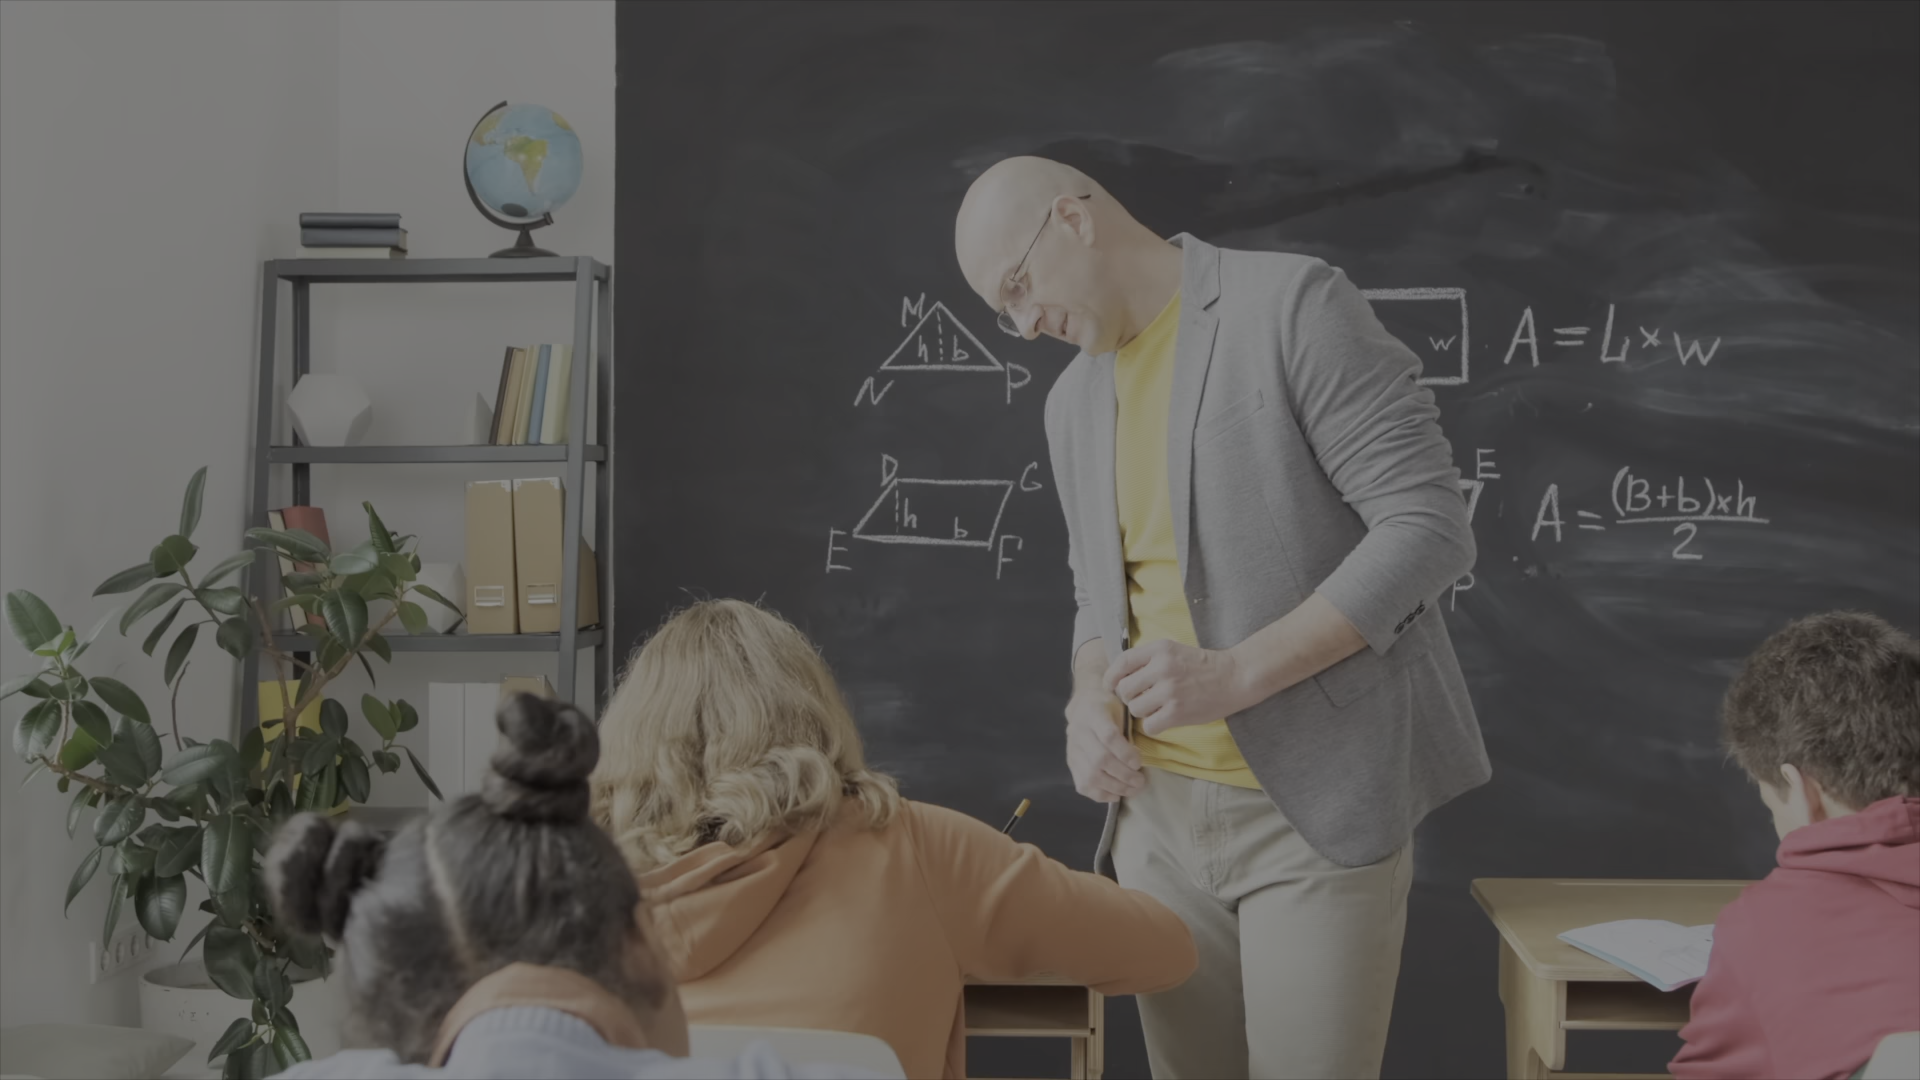 M
h b
N P
w
A = L × w
D G
h
b
E F
E
A = (B+b)×h / 2
P